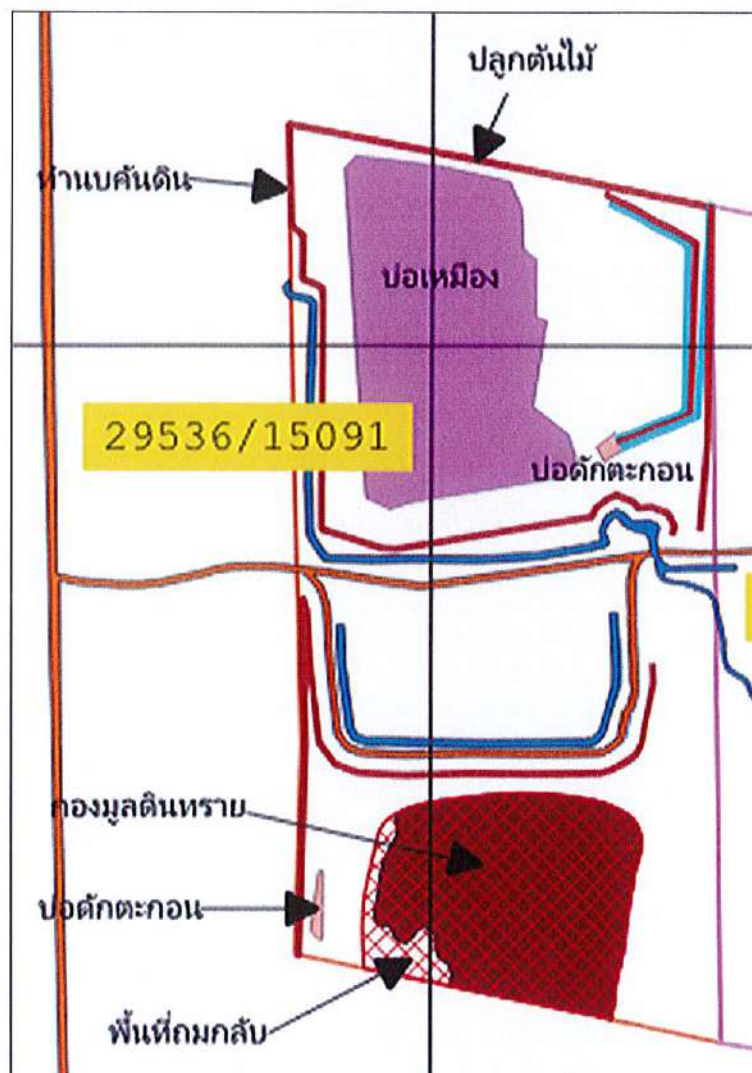 ปลูกต้นไม้
ทำนบคันดิน
บ่อเหมือง
29536/15091
บ่อดักตะกอน
กองมูลดินทราย
บ่อดักตะกอน
พื้นที่ถมกลับ